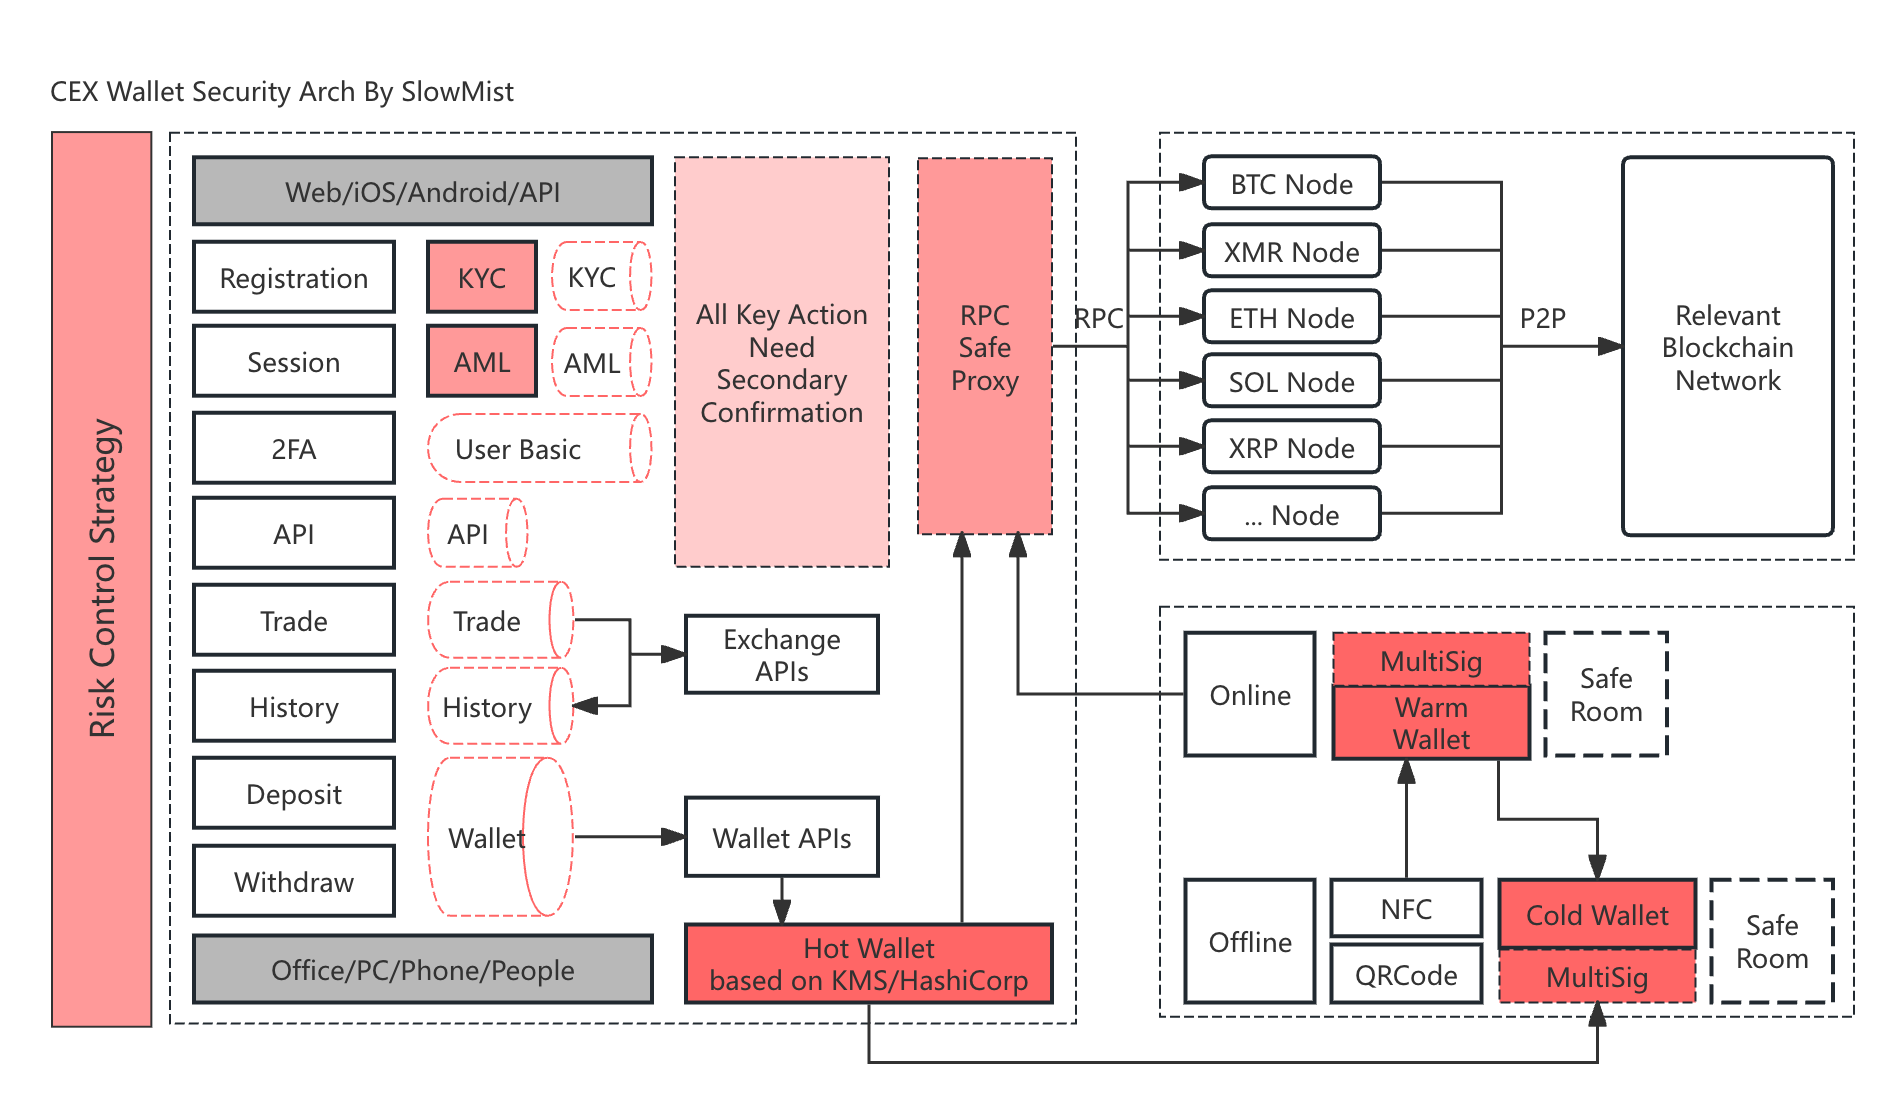 CEX Wallet Security Arch By SlowMist
Risk Control Strategy
Web/iOS/Android/API
Registration
KYC
KYC
Session
AML
AML
2FA
User Basic
API
API
Trade
Trade
History
History
Deposit
Wallet
Withdraw
Office/PC/Phone/People
All Key Action
Need
Secondary
Confirmation
Exchange
APIs
Wallet APIs
Hot Wallet
based on KMS/HashiCorp
RPC
Safe
Proxy
RPC
BTC Node
XMR Node
ETH Node
SOL Node
XRP Node
... Node
P2P
Relevant
Blockchain
Network
Online
MultiSig
Warm
Wallet
Safe
Room
Offline
NFC
QRCode
Cold Wallet
MultiSig
Safe
Room